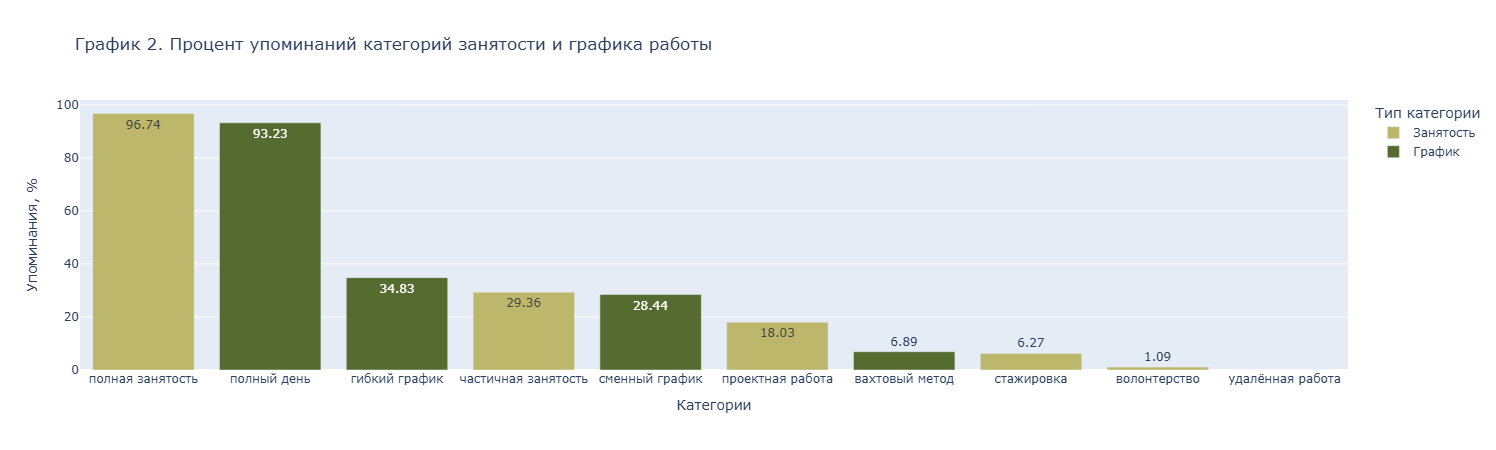 График 2. Процент упоминаний категорий занятости и графика работы
Тип категории
Занятость
График
Упоминания, %
100
80
60
40
20
0
96.74
93.23
34.83
29.36
28.44
18.03
6.89
6.27
1.09
полная занятость
полный день
гибкий график
частичная занятость
сменный график
проектная работа
вахтовый метод
стажировка
волонтерство
удалённая работа
Категории